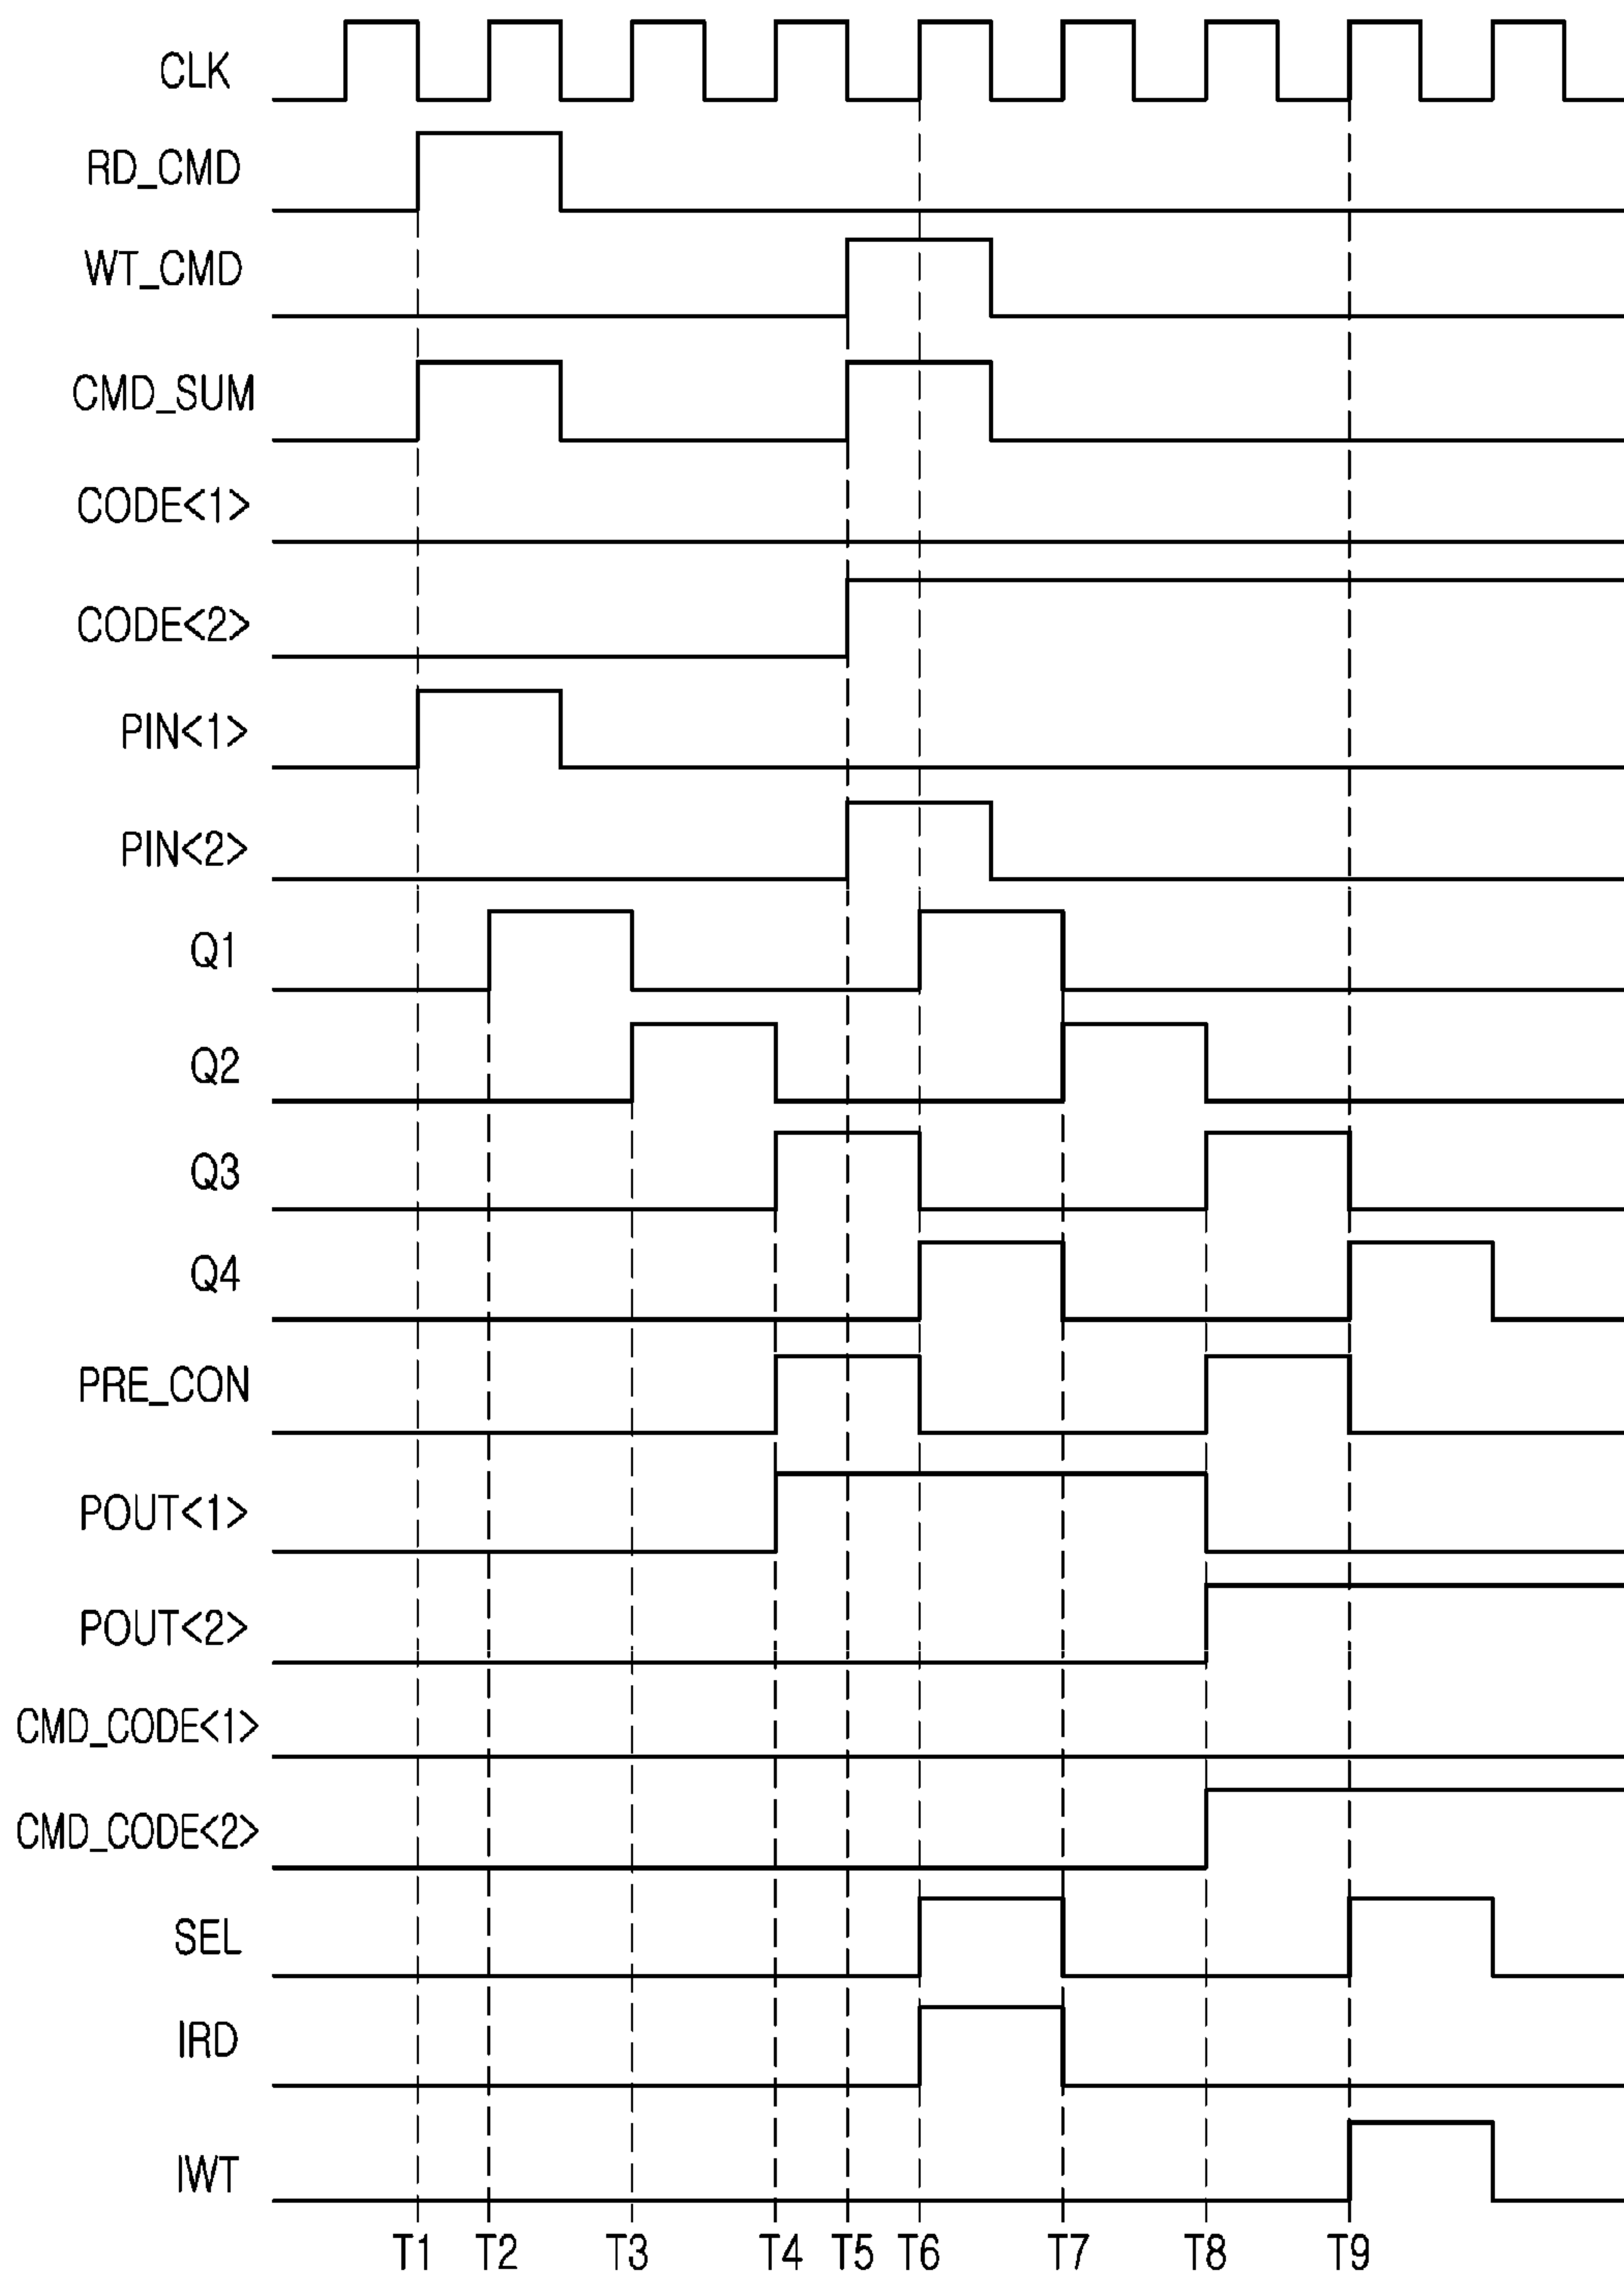 CLK
RD_CMD
WT_CMD
CMD_SUM
CODE<1>
CODE<2>
PIN<1>
PIN<2>
Q1
Q2
Q3
Q4
PRE_CON
POUT<1>
POUT<2>
CMD_CODE<1>
CMD_CODE<2>
SEL
IRD
IWT
T1 T2 T3 T4 T5 T6 T7 T8 T9